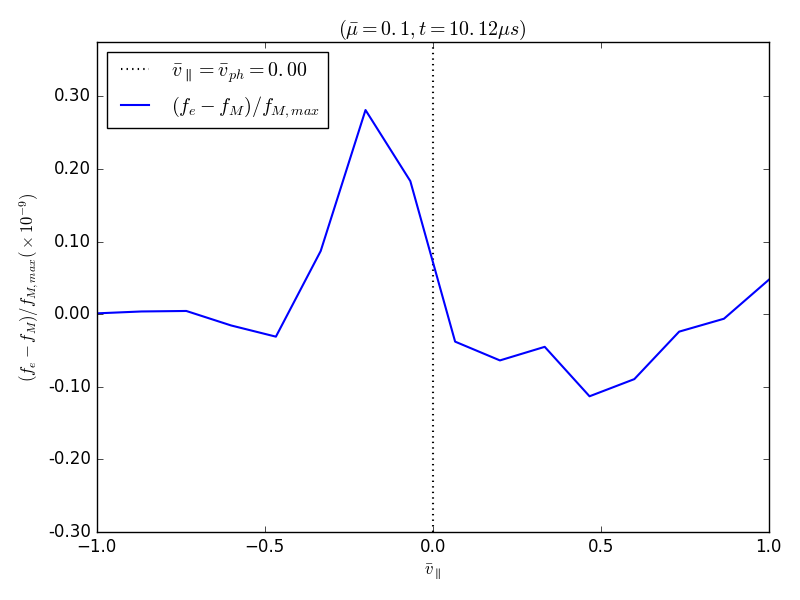 (μ̄ = 0.1, t = 10.12μs)
v̄∥ = v̄ph = 0.00
(fe − fM)/fM,max
(fe − fM)/fM,max(×10⁻⁹)
0.30
0.20
0.10
0.00
-0.10
-0.20
-0.30
−1.0 −0.5 0.0 0.5 1.0
v̄∥